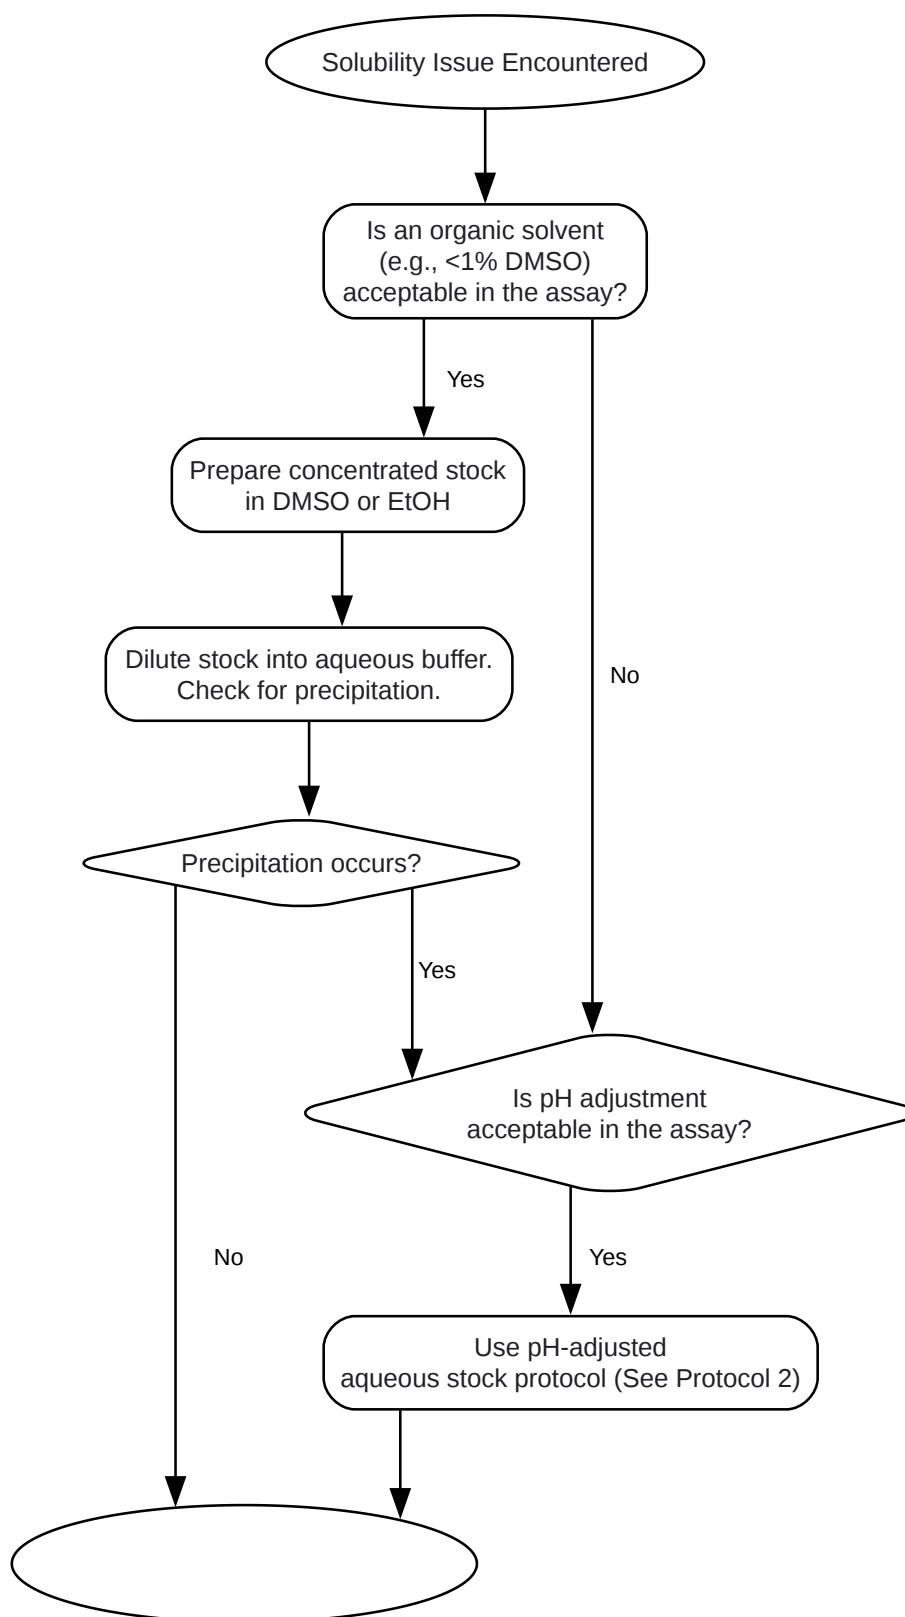 Solubility Issue Encountered
Is an organic solvent
(e.g., <1% DMSO)
acceptable in the assay?
Yes
Prepare concentrated stock
in DMSO or EtOH
Dilute stock into aqueous buffer.
Check for precipitation.
No
Precipitation occurs?
Yes
Is pH adjustment
acceptable in the assay?
No
Yes
Use pH-adjusted
aqueous stock protocol (See Protocol 2)